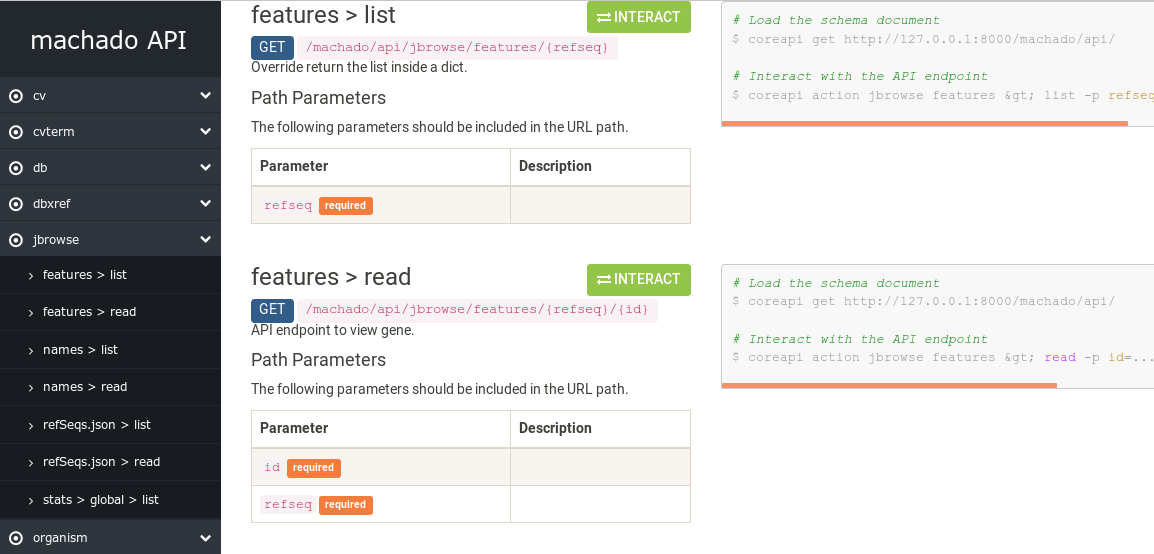 machado API
cv
cvterm
db
dbxref
jbrowse
features > list
features > read
names > list
names > read
refSeqs.json > list
refSeqs.json > read
stats > global > list
organism
features > list
INTERACT
GET /machado/api/jbrowse/features/{refseq}
Override return the list inside a dict.
Path Parameters
The following parameters should be included in the URL path.
Parameter Description
refseq required
# Load the schema document
$ coreapi get http://127.0.0.1:8000/machado/api/
# Interact with the API endpoint
$ coreapi action jbrowse features &gt; list -p refseq
features > read
INTERACT
GET /machado/api/jbrowse/features/{refseq}/{id}
API endpoint to view gene.
Path Parameters
The following parameters should be included in the URL path.
Parameter Description
id required
refseq required
# Load the schema document
$ coreapi get http://127.0.0.1:8000/machado/api/
# Interact with the API endpoint
$ coreapi action jbrowse features &gt; read -p id=...